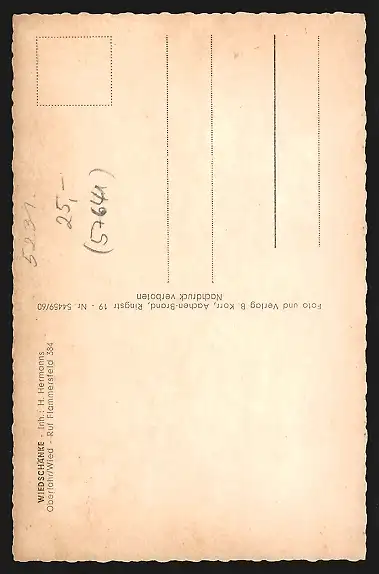 WIEDSCHÄNKE - Inh.: H. Hermanns
Oberlahr/Wied - Ruf Flammersfeld 384
Foto und Verlag B. Korr, Aachen-Brand, Ringstr. 19 - Nr. 54459/60
Nachdruck verboten
5231
25,-
(57641)